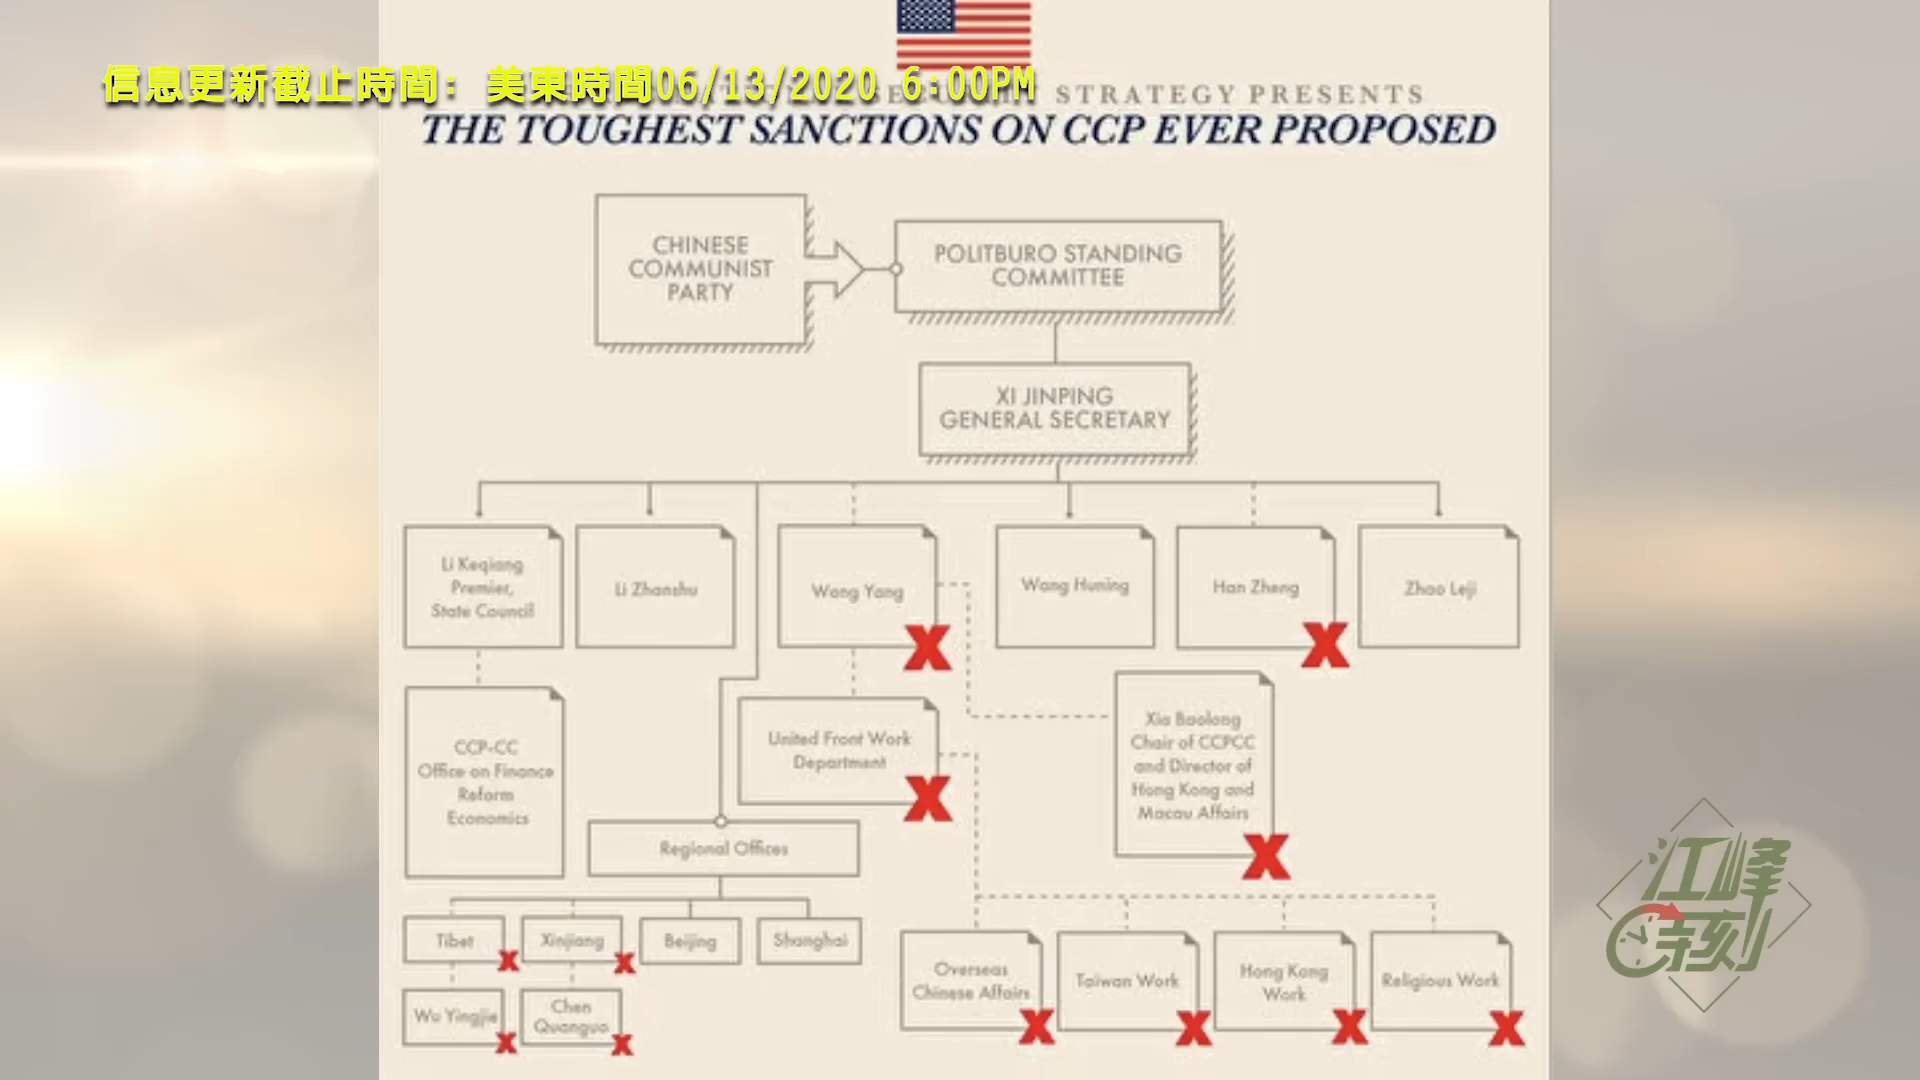 信息更新截止時間: 美東時間06/13/2020 6:00PM
STRATEGY PRESENTS
THE TOUGHEST SANCTIONS ON CCP EVER PROPOSED
CHINESE
COMMUNIST
PARTY
POLITBURO STANDING
COMMITTEE
XI JINPING
GENERAL SECRETARY
Li Keqiang
Premier,
State Council
Li Zhanshu
Wang Yang
Wang Huning
Han Zheng
Zhao Leji
CCP-CC
Office on Finance
Reform
Economics
United Front Work
Department
Xia Baolong
Chair of CCPCC
and Director of
Hong Kong and
Macau Affairs
Regional Offices
Tibet
Xinjiang
Beijing
Shanghai
Wu Yingjie
Chen
Quanguo
Overseas
Chinese Affairs
Taiwan Work
Hong Kong
Work
Religious Work
江峰
時刻